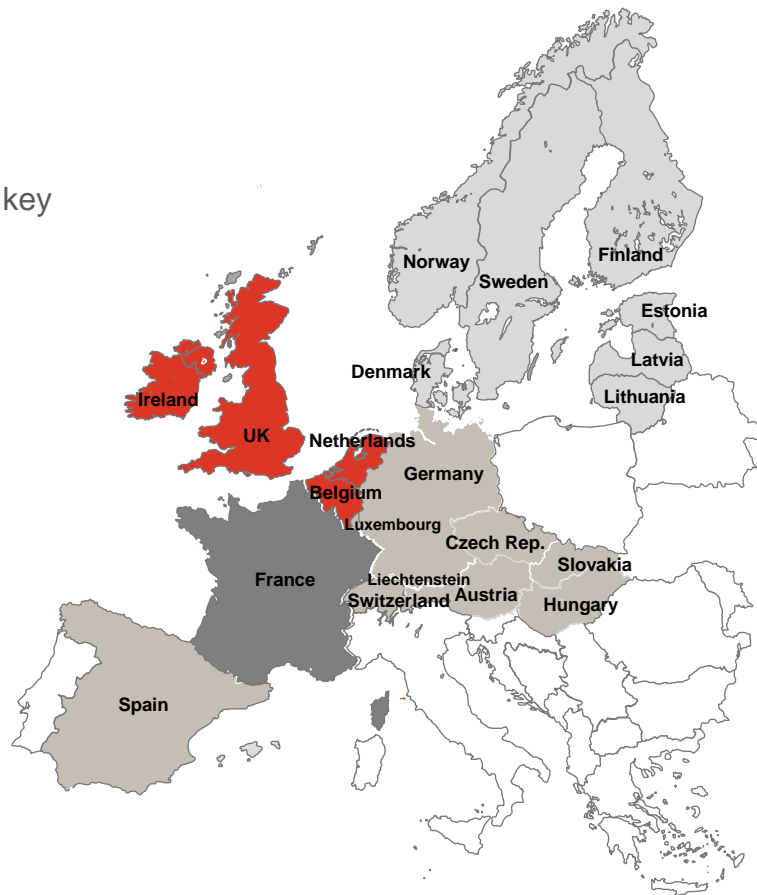 key
Norway
Finland
Sweden
Estonia
Latvia
Denmark
Lithuania
Ireland
UK
Netherlands
Germany
Belgium
Luxembourg
Czech Rep.
Slovakia
France
Liechtenstein
Switzerland
Austria
Hungary
Spain